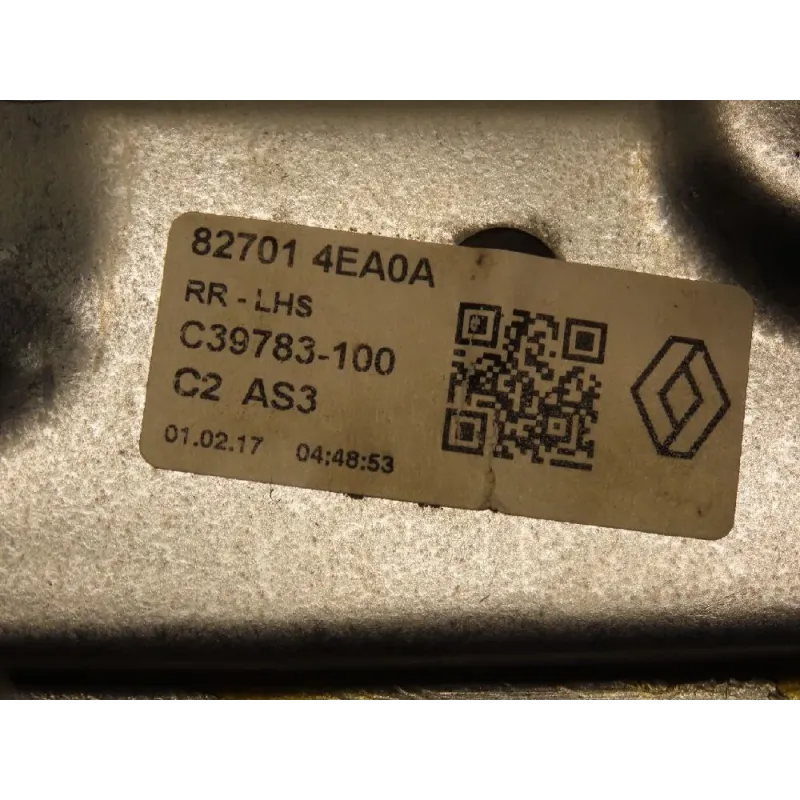 82701 4EA0A
RR - LHS
C39783-100
C2 AS3
01.02.17 04:48:53